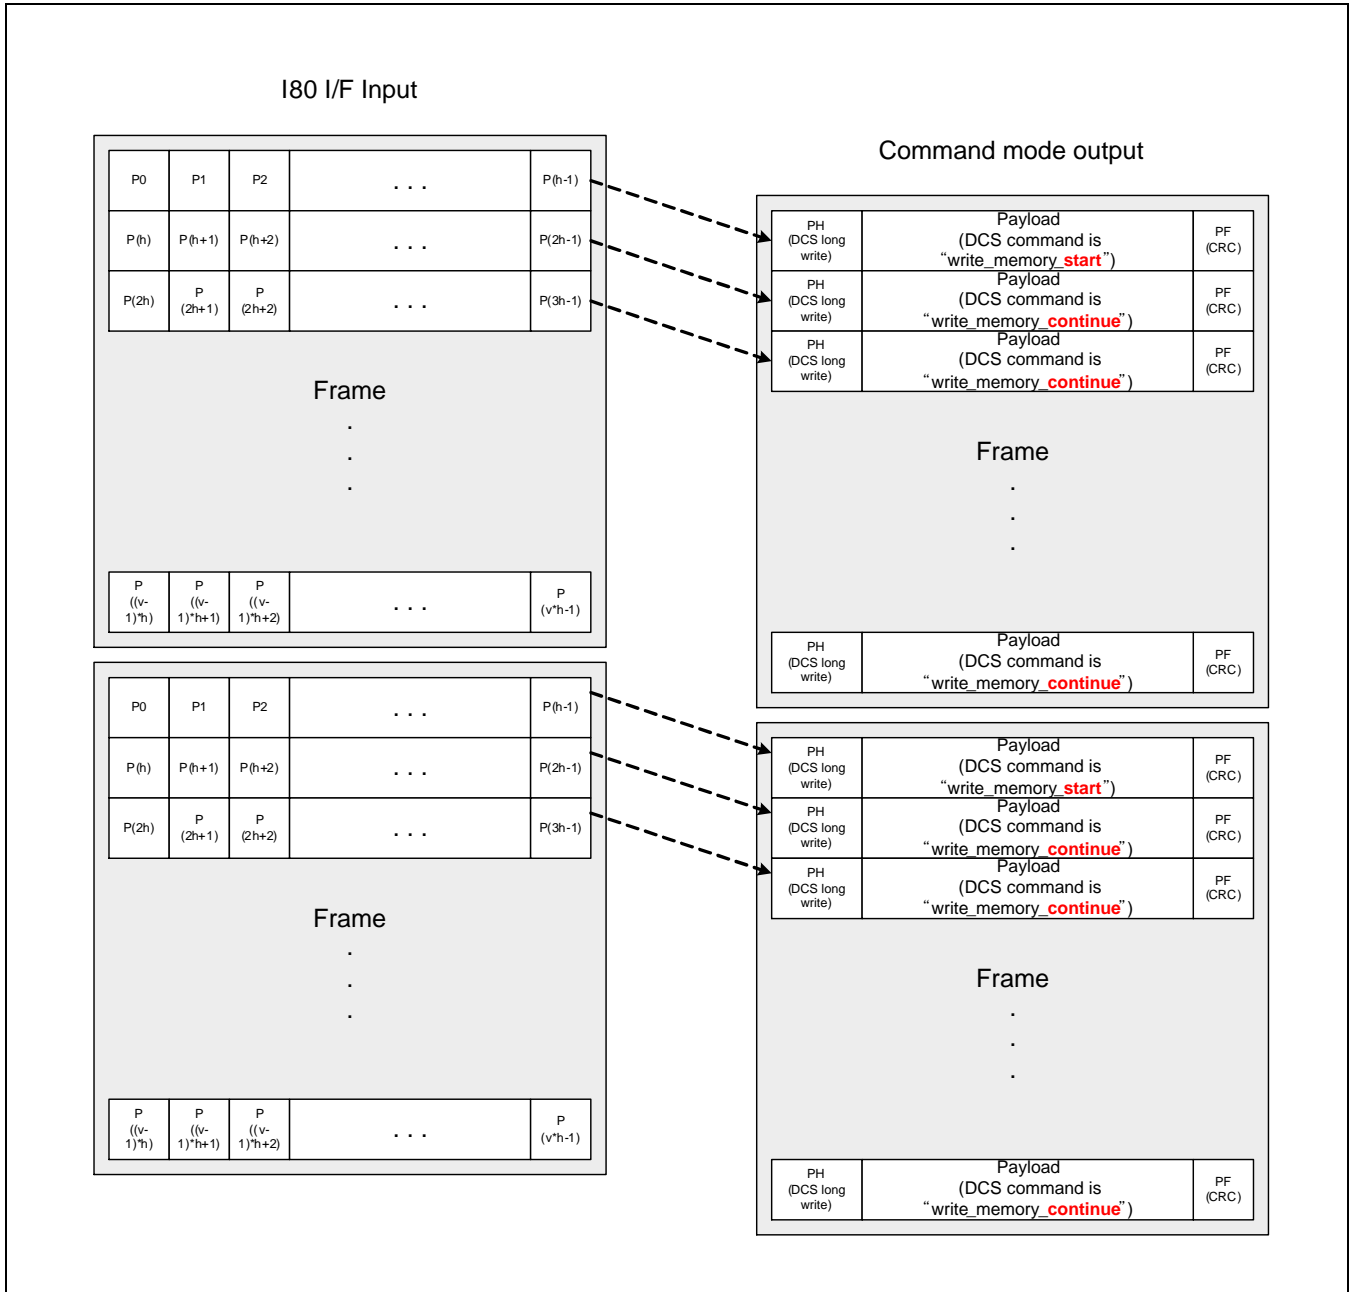 I80 I/F Input
P0 P1 P2 . . . P(h-1)
P(h) P(h+1) P(h+2) . . . P(2h-1)
P(2h) P (2h+1) P (2h+2) . . . P(3h-1)
Frame
.
.
.
P ((v-1)*h) P ((v-1)*h+1) P ((v-1)*h+2) . . . P (v*h-1)
P0 P1 P2 . . . P(h-1)
P(h) P(h+1) P(h+2) . . . P(2h-1)
P(2h) P (2h+1) P (2h+2) . . . P(3h-1)
Frame
.
.
.
P ((v-1)*h) P ((v-1)*h+1) P ((v-1)*h+2) . . . P (v*h-1)
Command mode output
PH (DCS long write) Payload (DCS command is “write_memory_start”) PF (CRC)
PH (DCS long write) Payload (DCS command is “write_memory_continue”) PF (CRC)
PH (DCS long write) Payload (DCS command is “write_memory_continue”) PF (CRC)
Frame
.
.
.
PH (DCS long write) Payload (DCS command is “write_memory_continue”) PF (CRC)
PH (DCS long write) Payload (DCS command is “write_memory_start”) PF (CRC)
PH (DCS long write) Payload (DCS command is “write_memory_continue”) PF (CRC)
PH (DCS long write) Payload (DCS command is “write_memory_continue”) PF (CRC)
Frame
.
.
.
PH (DCS long write) Payload (DCS command is “write_memory_continue”) PF (CRC)